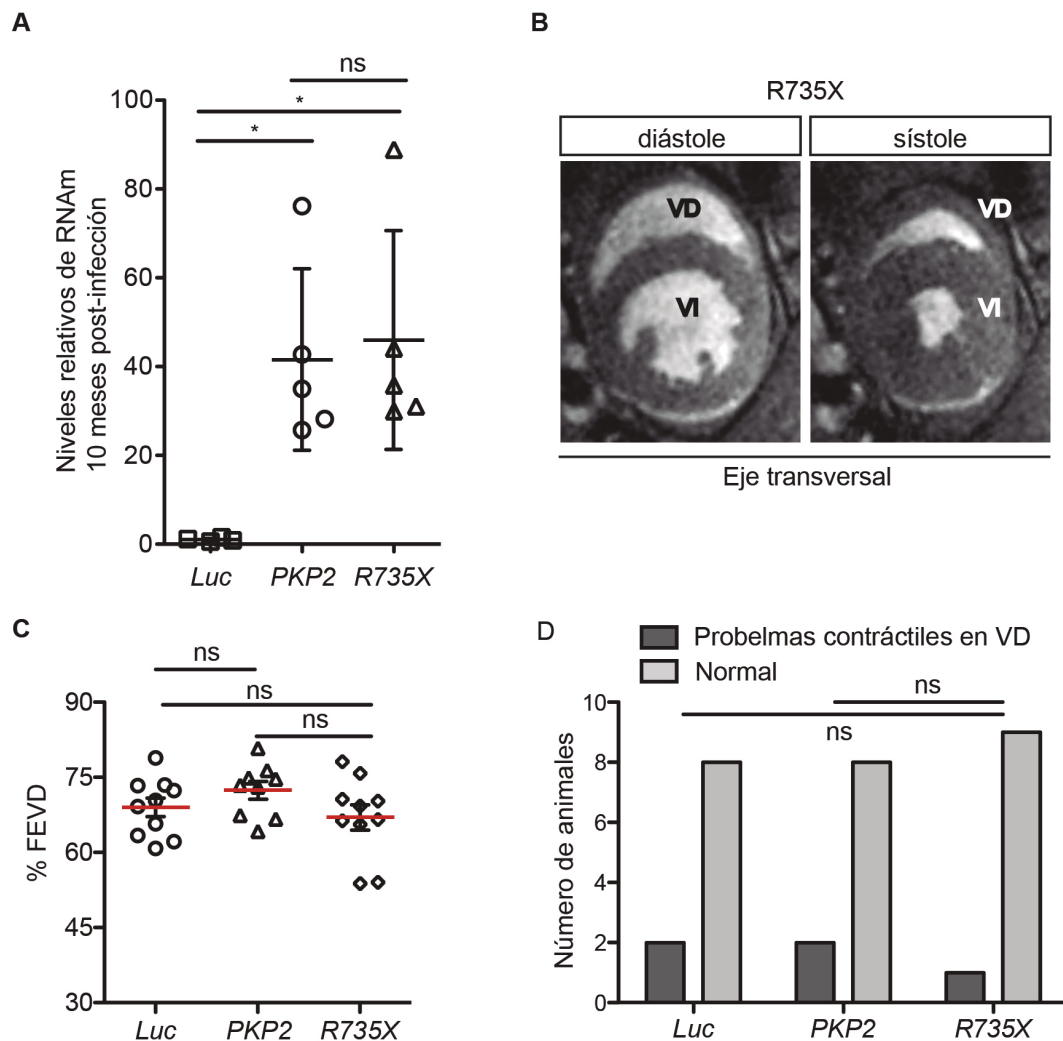 A
Niveles relativos de RNAm
10 meses post-infección
100
80
60
40
20
0
ns
*
*
Luc
PKP2
R735X
B
R735X
diástole
sístole
VD
VI
VD
VI
Eje transversal
C
% FEVD
90
75
60
45
30
ns
ns
ns
Luc
PKP2
R735X
D
Probelmas contráctiles en VD
Normal
Número de animales
10
8
6
4
2
0
ns
ns
Luc
PKP2
R735X